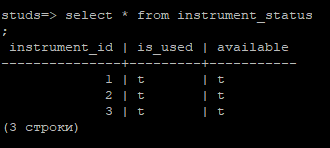 studs=> select * from instrument_status
;
 instrument_id | is_used | available
---------------+---------+-----------
             1 | t       | t
             2 | t       | t
             3 | t       | t
(3 строки)